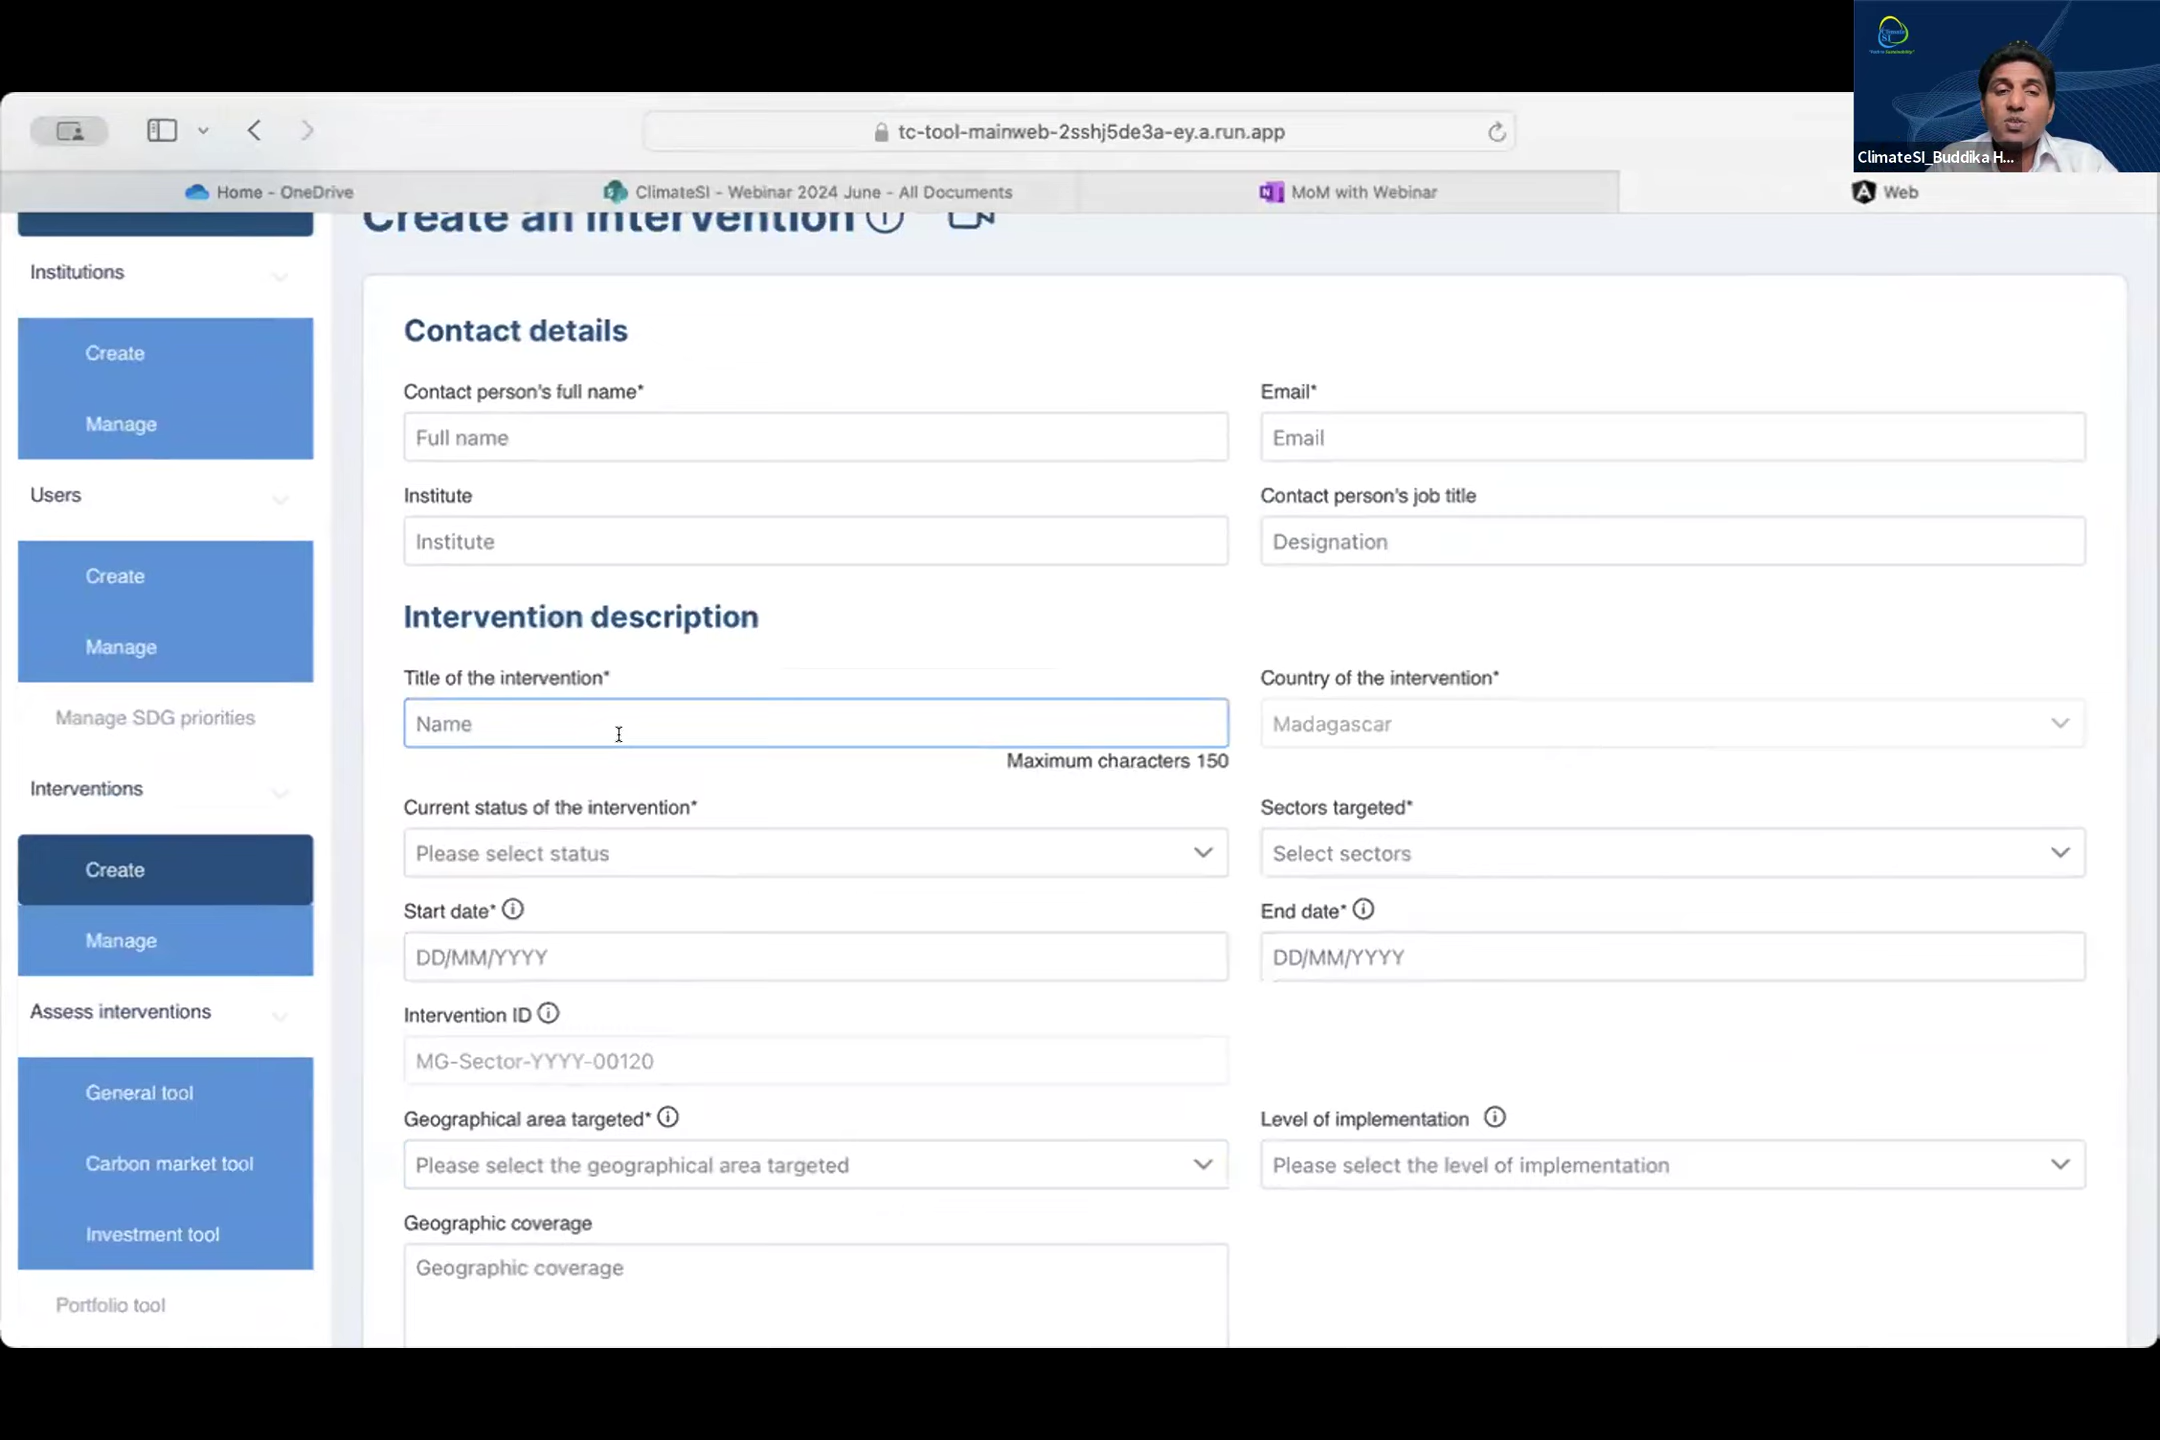 tc-tool-mainweb-2sshj5de3a-ey.a.run.app
ClimateSI_Buddika H...
Home - OneDrive
ClimateSI - Webinar 2024 June - All Documents
MoM with Webinar
Web
Create an intervention
Institutions
Create
Manage
Users
Create
Manage
Manage SDG priorities
Interventions
Create
Manage
Assess interventions
General tool
Carbon market tool
Investment tool
Portfolio tool
Contact details
Contact person's full name*
Full name
Email*
Email
Institute
Institute
Contact person's job title
Designation
Intervention description
Title of the intervention*
Name
Maximum characters 150
Country of the intervention*
Madagascar
Current status of the intervention*
Please select status
Sectors targeted*
Select sectors
Start date*
DD/MM/YYYY
End date*
DD/MM/YYYY
Intervention ID
MG-Sector-YYYY-00120
Geographical area targeted*
Please select the geographical area targeted
Level of implementation
Please select the level of implementation
Geographic coverage
Geographic coverage